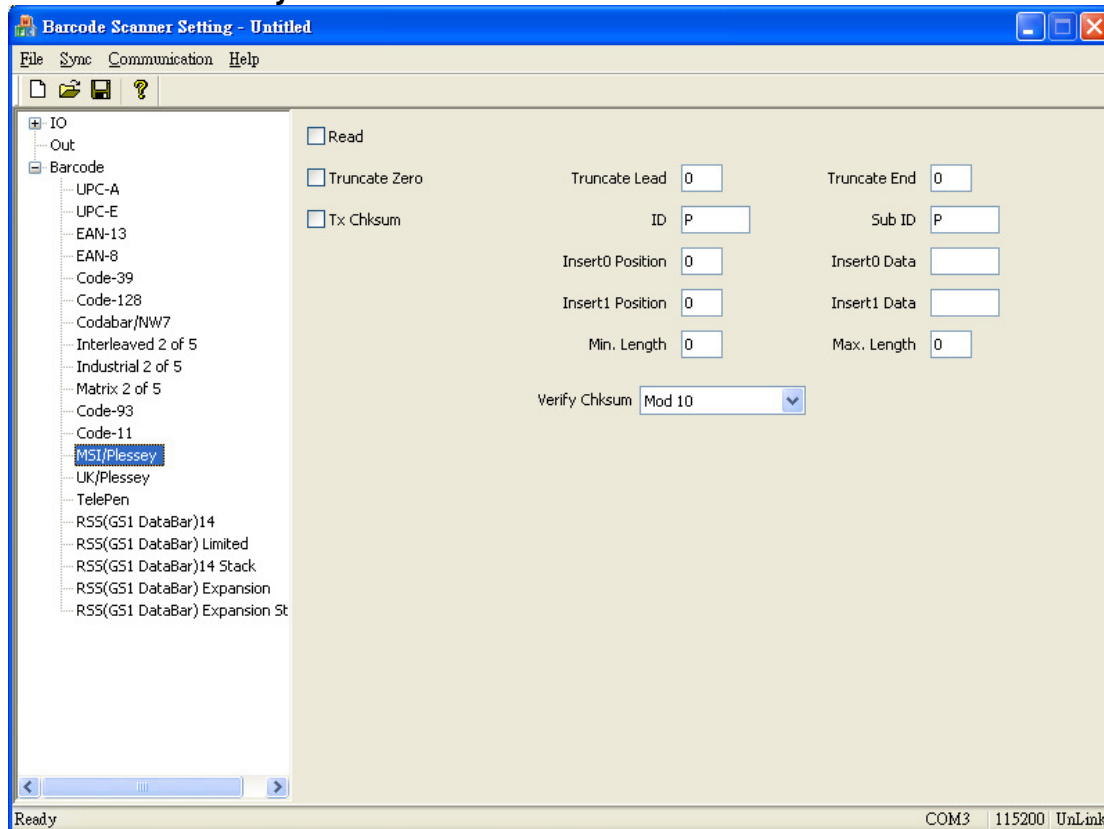 Barcode Scanner Setting - Untitled
File Sync Communication Help
IO
Out
Barcode
UPC-A
UPC-E
EAN-13
EAN-8
Code-39
Code-128
Codabar/NW7
Interleaved 2 of 5
Industrial 2 of 5
Matrix 2 of 5
Code-93
Code-11
MSI/Plessey
UK/Plessey
TelePen
RSS(GS1 DataBar)14
RSS(GS1 DataBar) Limited
RSS(GS1 DataBar)14 Stack
RSS(GS1 DataBar) Expansion
RSS(GS1 DataBar) Expansion St
Read
Truncate Zero Truncate Lead 0 Truncate End 0
Tx Chksum ID P Sub ID P
Insert0 Position 0 Insert0 Data
Insert1 Position 0 Insert1 Data
Min. Length 0 Max. Length 0
Verify Chksum Mod 10
Ready COM3 115200 UnLink